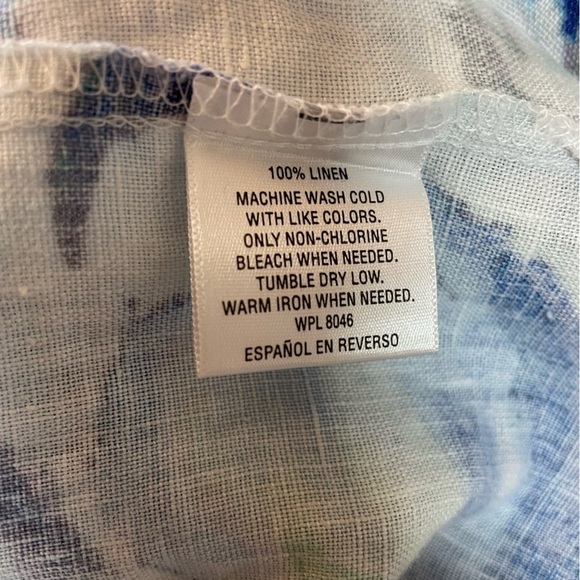 100% LINEN
MACHINE WASH COLD
WITH LIKE COLORS.
ONLY NON-CHLORINE
BLEACH WHEN NEEDED.
TUMBLE DRY LOW.
WARM IRON WHEN NEEDED.
WPL 8046
ESPAÑOL EN REVERSO